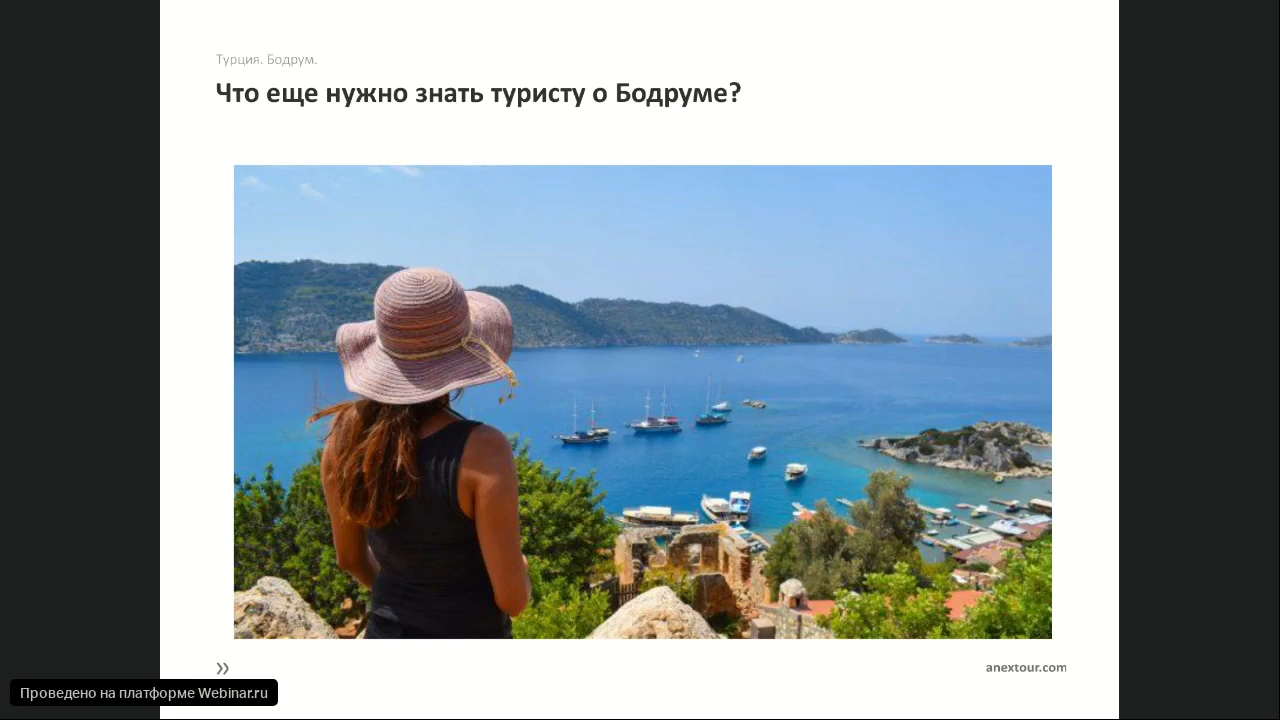 Турция. Бодрум.
Что еще нужно знать туристу о Бодруме?
anextour.com
Проведено на платформе Webinar.ru